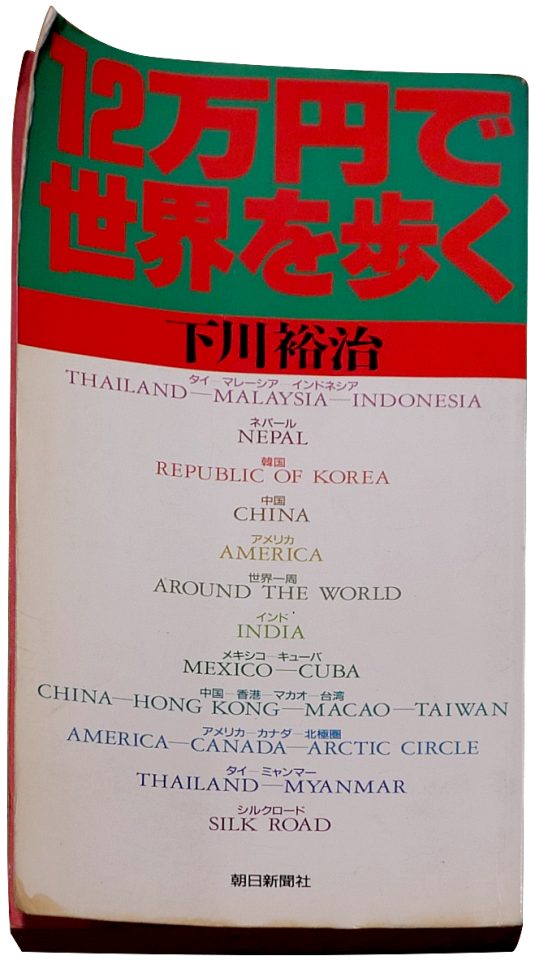 12万円で
世界を歩く
下川裕治
タイ—マレーシア—インドネシア
THAILAND—MALAYSIA—INDONESIA
ネパール
NEPAL
韓国
REPUBLIC OF KOREA
中国
CHINA
アメリカ
AMERICA
世界一周
AROUND THE WORLD
インド
INDIA
メキシコ—キューバ
MEXICO—CUBA
中国—香港—マカオ—台湾
CHINA—HONG KONG—MACAO—TAIWAN
アメリカ—カナダ—北極圏
AMERICA—CANADA—ARCTIC CIRCLE
タイ—ミャンマー
THAILAND—MYANMAR
シルクロード
SILK ROAD
朝日新聞社